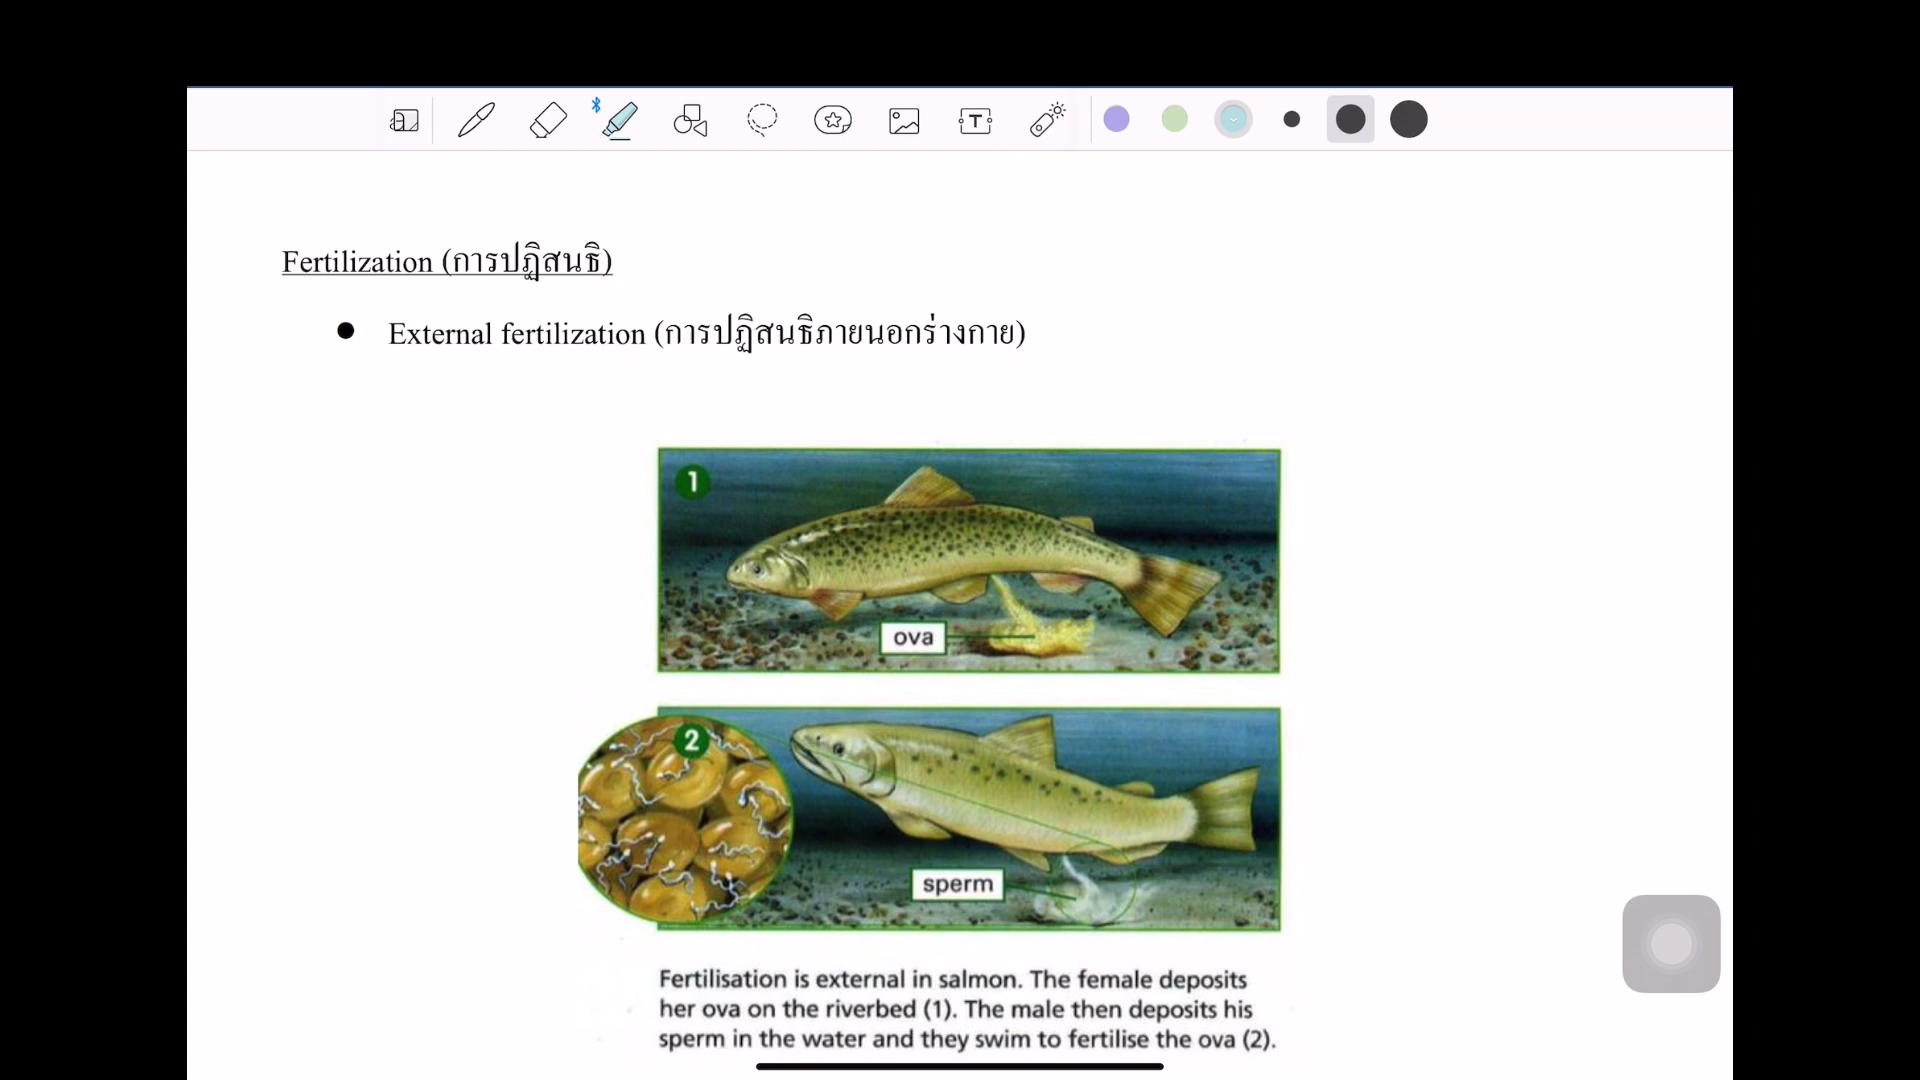 Fertilization (การปฏิสนธิ)
● External fertilization (การปฏิสนธิภายนอกร่างกาย)
1
ova
2
sperm
Fertilisation is external in salmon. The female deposits
her ova on the riverbed (1). The male then deposits his
sperm in the water and they swim to fertilise the ova (2).